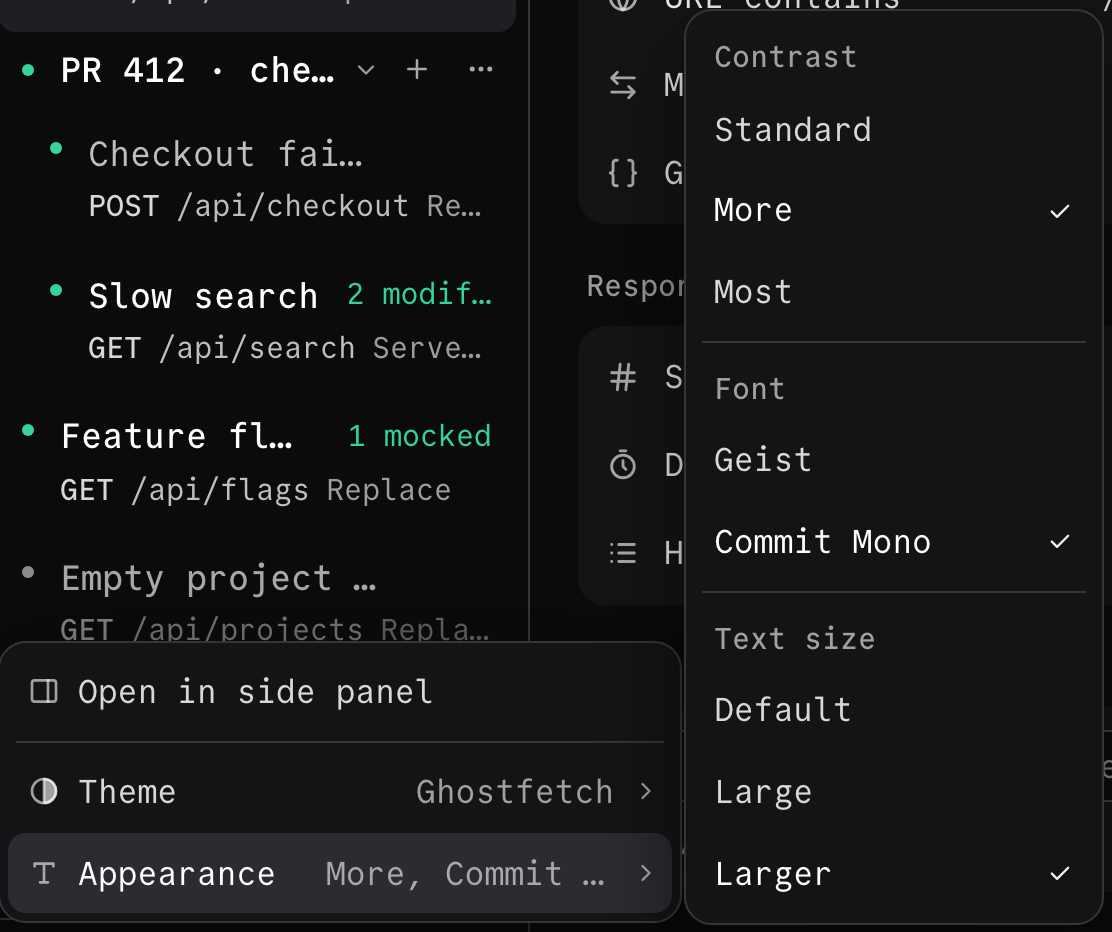 PR 412 · che…
Checkout fai…
POST /api/checkout Re…
Slow search 2 modif…
GET /api/search Serve…
Feature fl… 1 mocked
GET /api/flags Replace
Empty project …
GET /api/projects Repla…
Open in side panel
Theme Ghostfetch
Appearance More, Commit …
URL contains
M
G
Respon
S
D
H
Contrast
Standard
More
Most
Font
Geist
Commit Mono
Text size
Default
Large
Larger